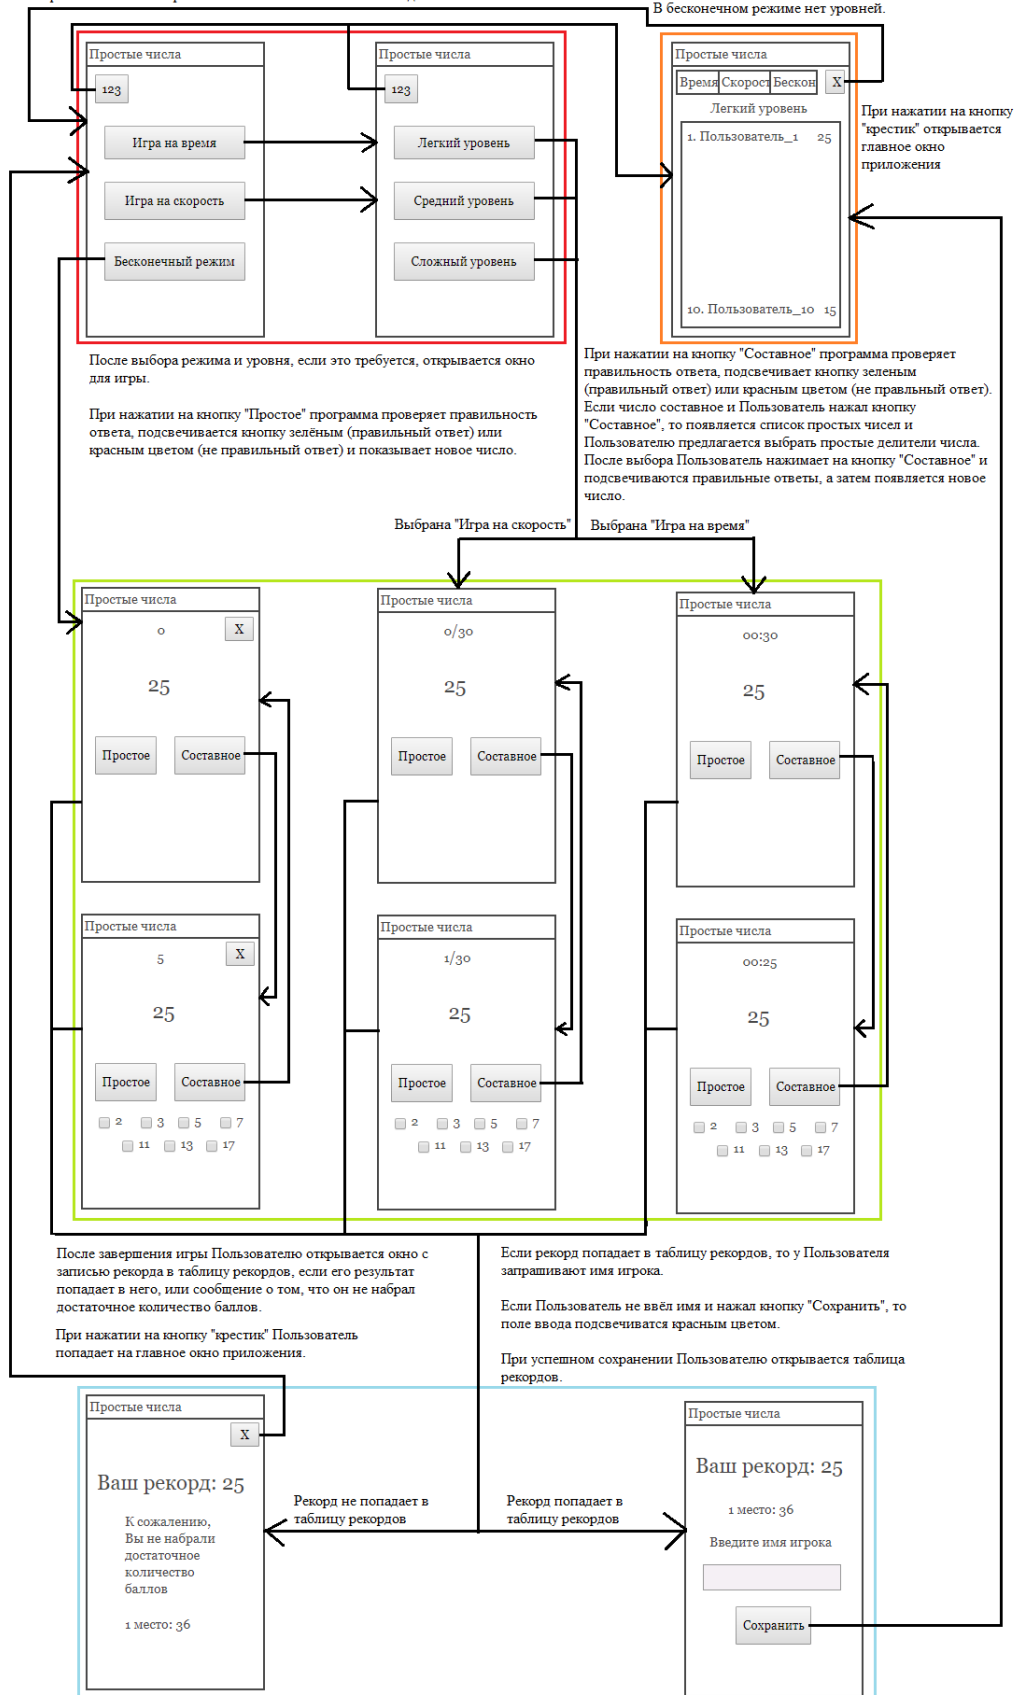 В бесконечном режиме нет уровней.
Простые числа
123
Игра на время
Игра на скорость
Бесконечный режим
Простые числа
123
Легкий уровень
Средний уровень
Сложный уровень
Простые числа
Время Скорост Бескон X
Легкий уровень
1. Пользователь_1 25
10. Пользователь_10 15
При нажатии на кнопку
"крестик" открывается
главное окно
приложения
После выбора режима и уровня, если это требуется, открывается окно
для игры.
При нажатии на кнопку "Простое" программа проверяет правильность
ответа, подсвечивается кнопку зелёным (правильный ответ) или
красным цветом (не правильный ответ) и показывает новое число.
При нажатии на кнопку "Составное" программа проверяет
правильность ответа, подсвечивает кнопку зеленым
(правильный ответ) или красным цветом (не правльный ответ).
Если число составное и Пользователь нажал кнопку
"Составное", то появляется список простых чисел и
Пользователю предлагается выбрать простые делители числа.
После выбора Пользователь нажимает на кнопку "Составное" и
подсвечиваются правильные ответы, а затем появляется новое
число.
Выбрана "Игра на скорость"
Выбрана "Игра на время"
Простые числа
0 X
25
Простое Составное
Простые числа
0/30
25
Простое Составное
Простые числа
00:30
25
Простое Составное
Простые числа
5 X
25
Простое Составное
2 3 5 7
11 13 17
Простые числа
1/30
25
Простое Составное
2 3 5 7
11 13 17
Простые числа
00:25
25
Простое Составное
2 3 5 7
11 13 17
После завершения игры Пользователю открывается окно с
записью рекорда в таблицу рекордов, если его результат
попадает в него, или сообщение о том, что он не набрал
достаточное количество баллов.
При нажатии на кнопку "крестик" Пользователь
попадает на главное окно приложения.
Если рекорд попадает в таблицу рекордов, то у Пользователя
запрашивают имя игрока.
Если Пользователь не ввёл имя и нажал кнопку "Сохранить", то
поле ввода подсвечиватся красным цветом.
При успешном сохранении Пользователю открывается таблица
рекордов.
Простые числа
X
Ваш рекорд: 25
К сожалению,
Вы не набрали
достаточное
количество
баллов
1 место: 36
Рекорд не попадает в
таблицу рекордов
Рекорд попадает в
таблицу рекордов
Простые числа
Ваш рекорд: 25
1 место: 36
Введите имя игрока
Сохранить